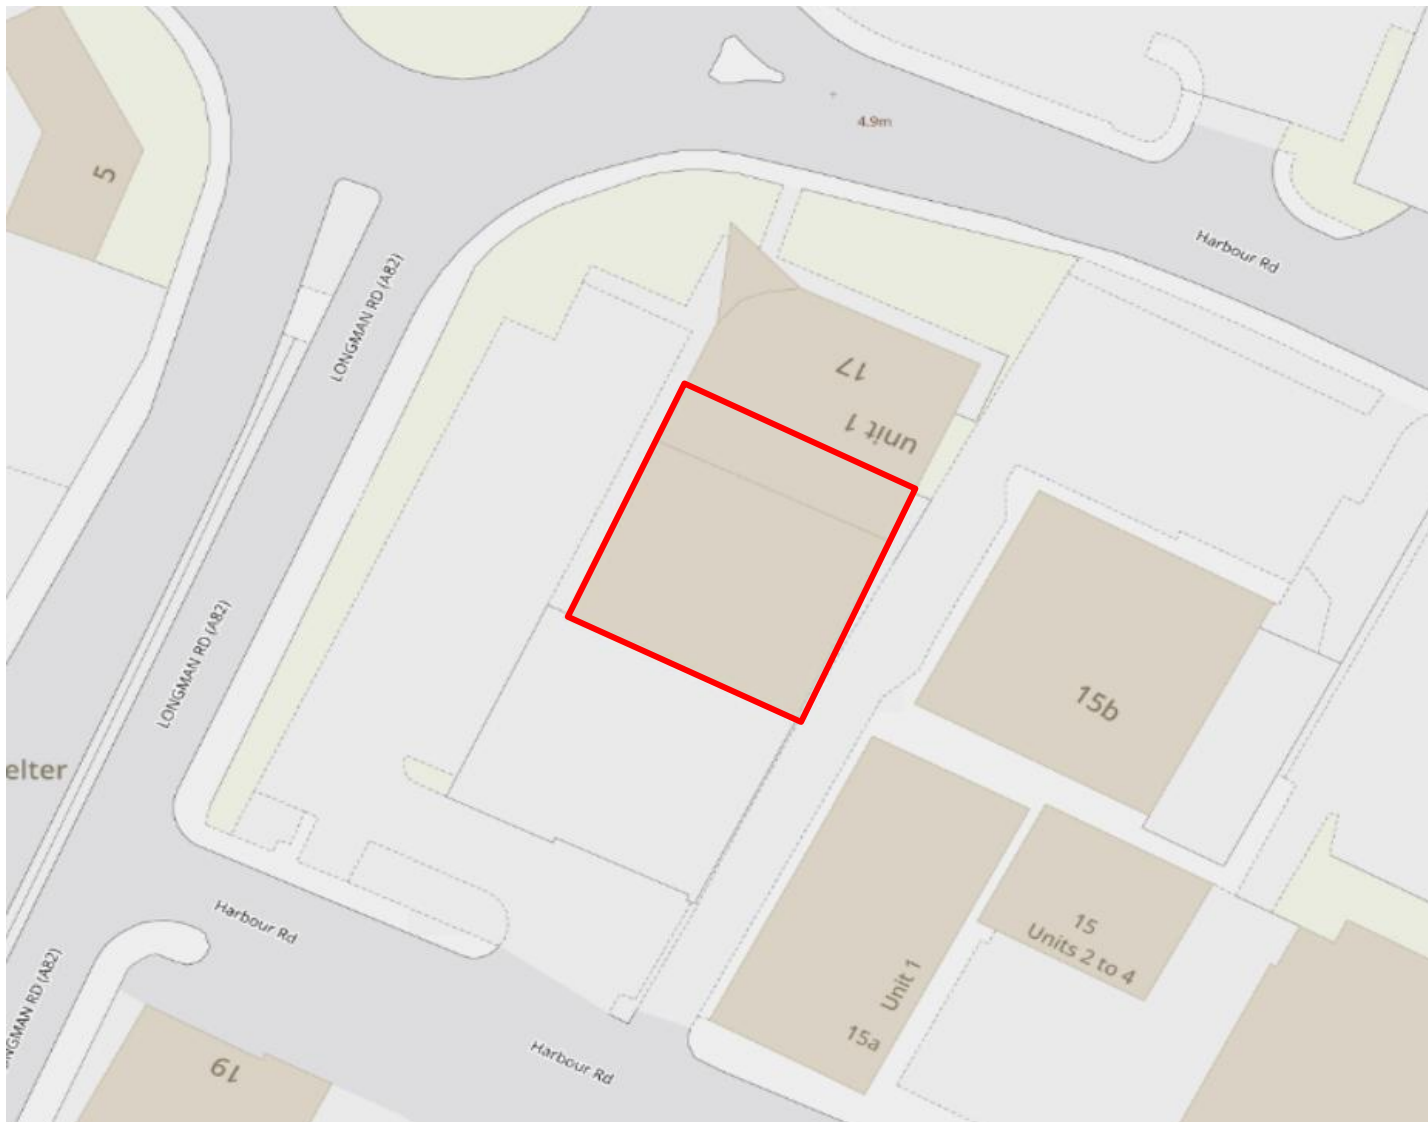 4.9m
5
Harbour Rd
LONGMAN RD (A82)
17
unit 1
LONGMAN RD (A82)
15b
elter
Harbour Rd
15
Units 2 to 4
Unit 1
15a
NGMAN RD (A82)
Harbour Rd
19